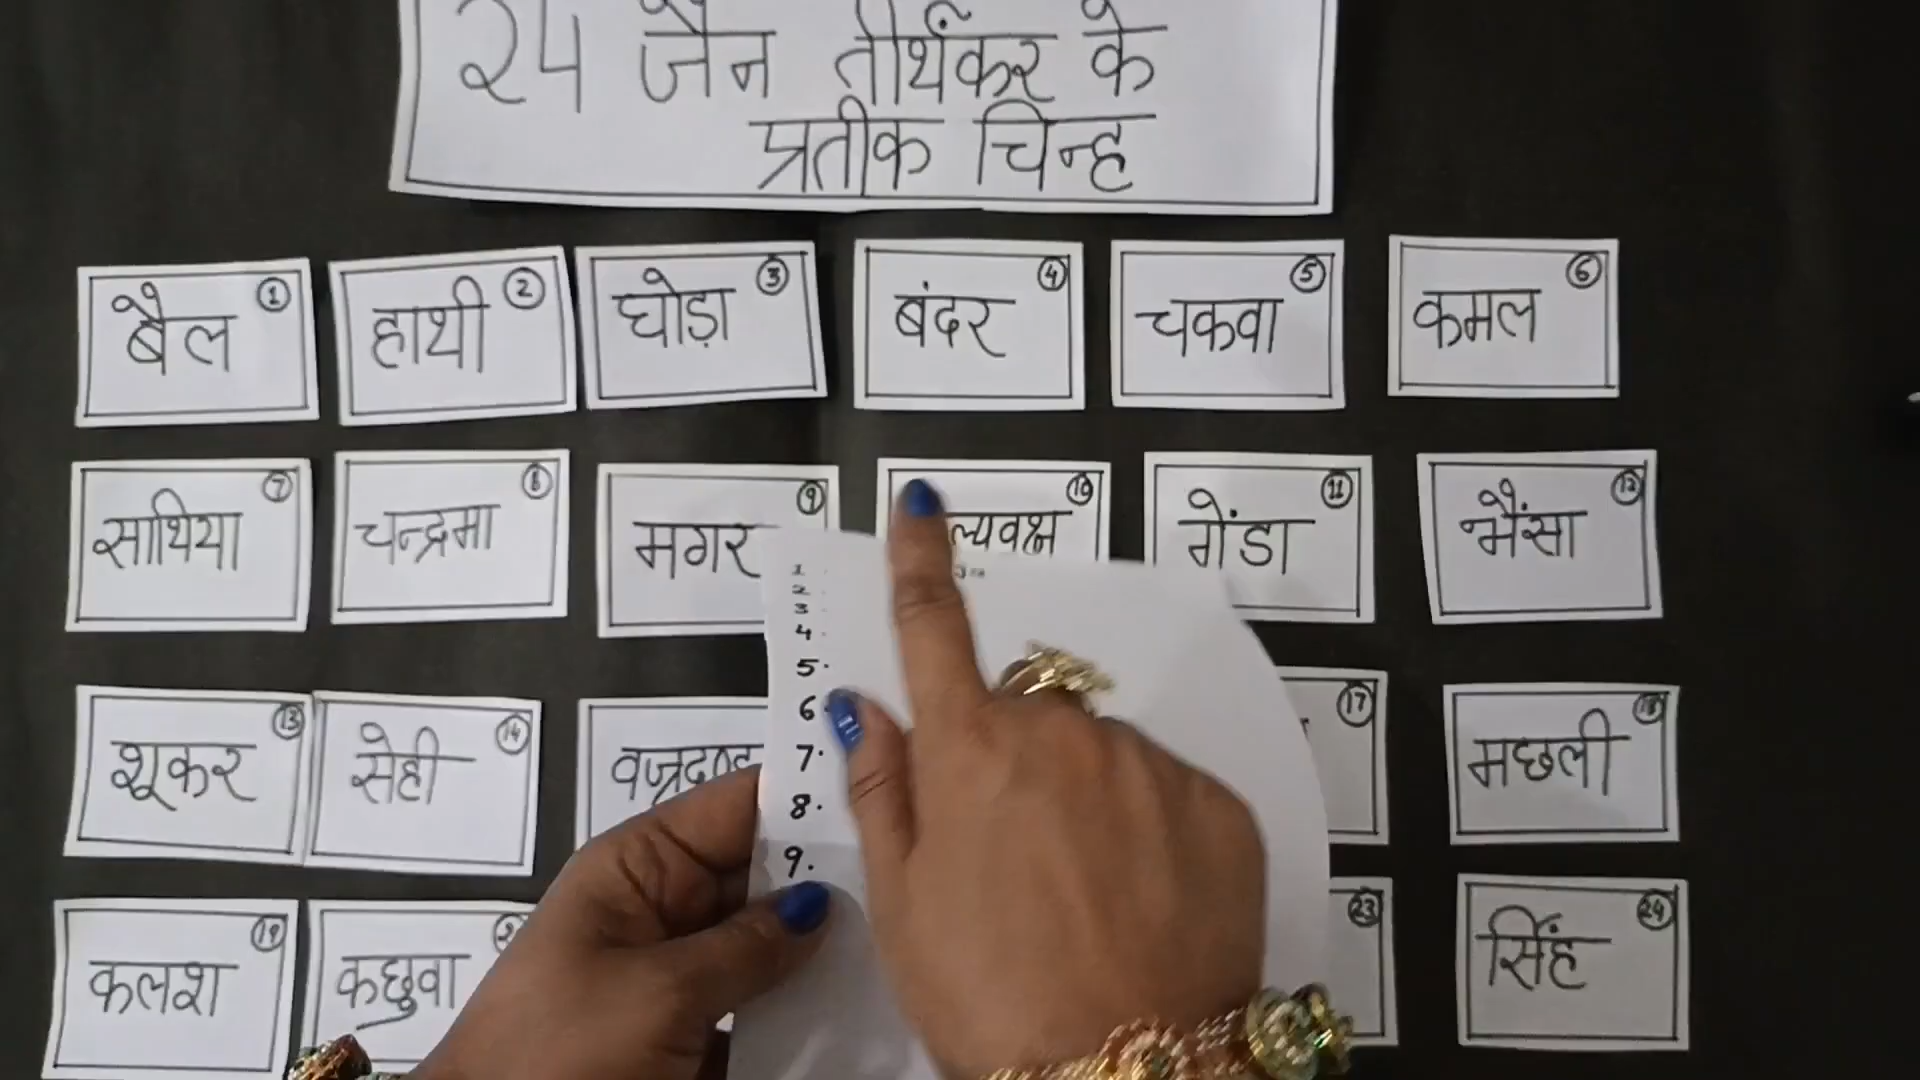 24 जैन तीर्थंकर के
प्रतीक चिन्ह
बैल 1
हाथी 2
घोड़ा 3
बंदर 4
चकवा 5
कमल 6
साथिया 7
चन्द्रमा 8
मगर 9
10
गेंडा 11
भैंसा 12
शूकर 13
सेही 14
17
मछली 18
कलश 19
कछुवा
23
सिंह 24
1
2
3
4
5.
6
7.
8.
9.